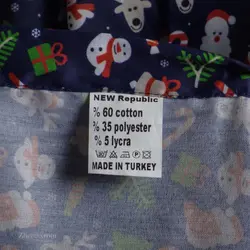 NEW Republic
% 60 cotton
% 35 polyester
% 5 lycra
MADE IN TURKEY